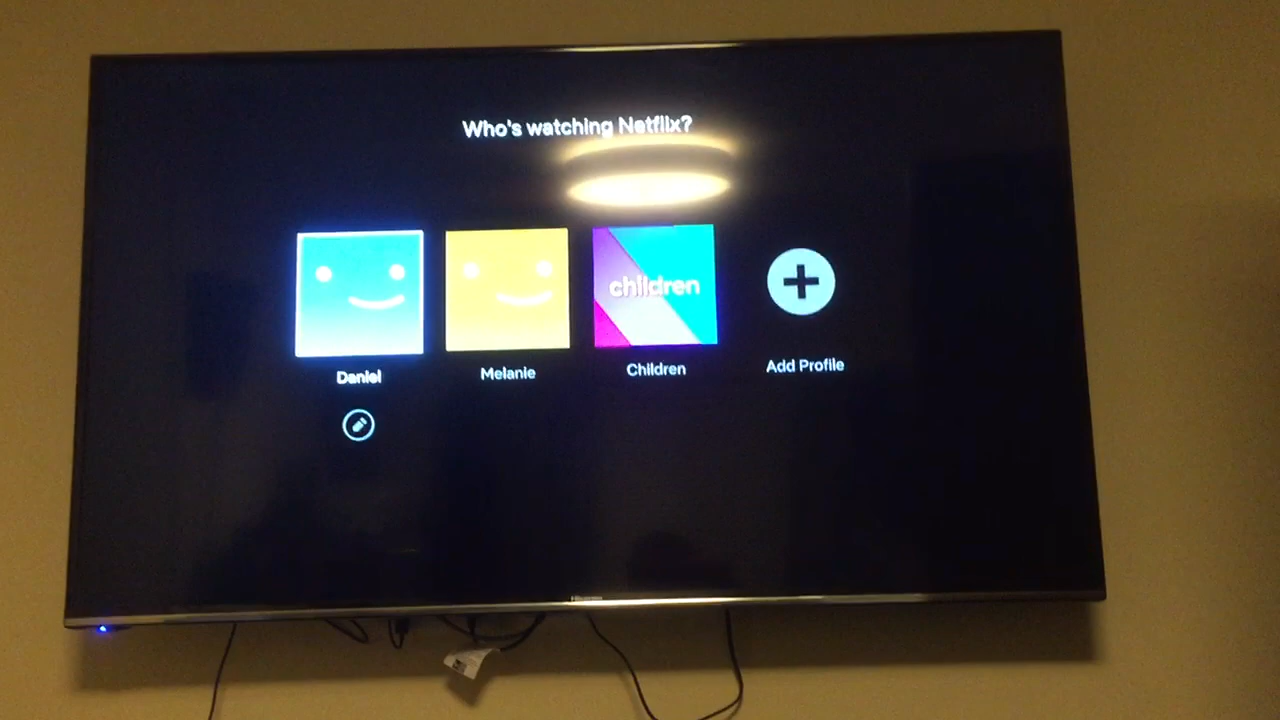 Who's watching Netflix?
children
Daniel
Melanie
Children
Add Profile